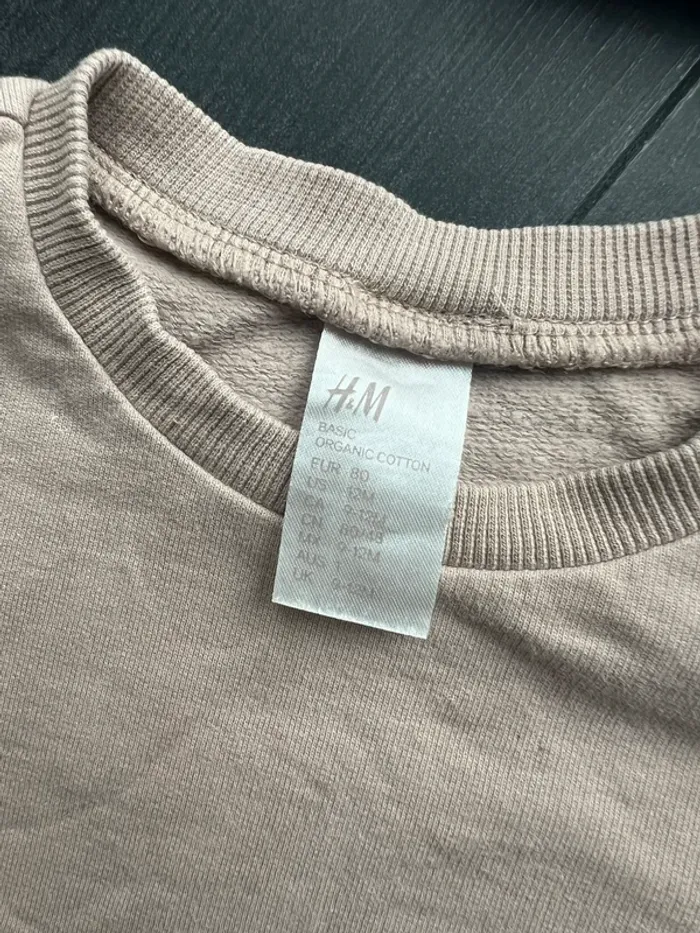 H&M
BASIC
ORGANIC COTTON
EUR 80
US 12M
CA 9-12M
CN 80/48
MX 9-12M
AUS 1
UK 9-12M